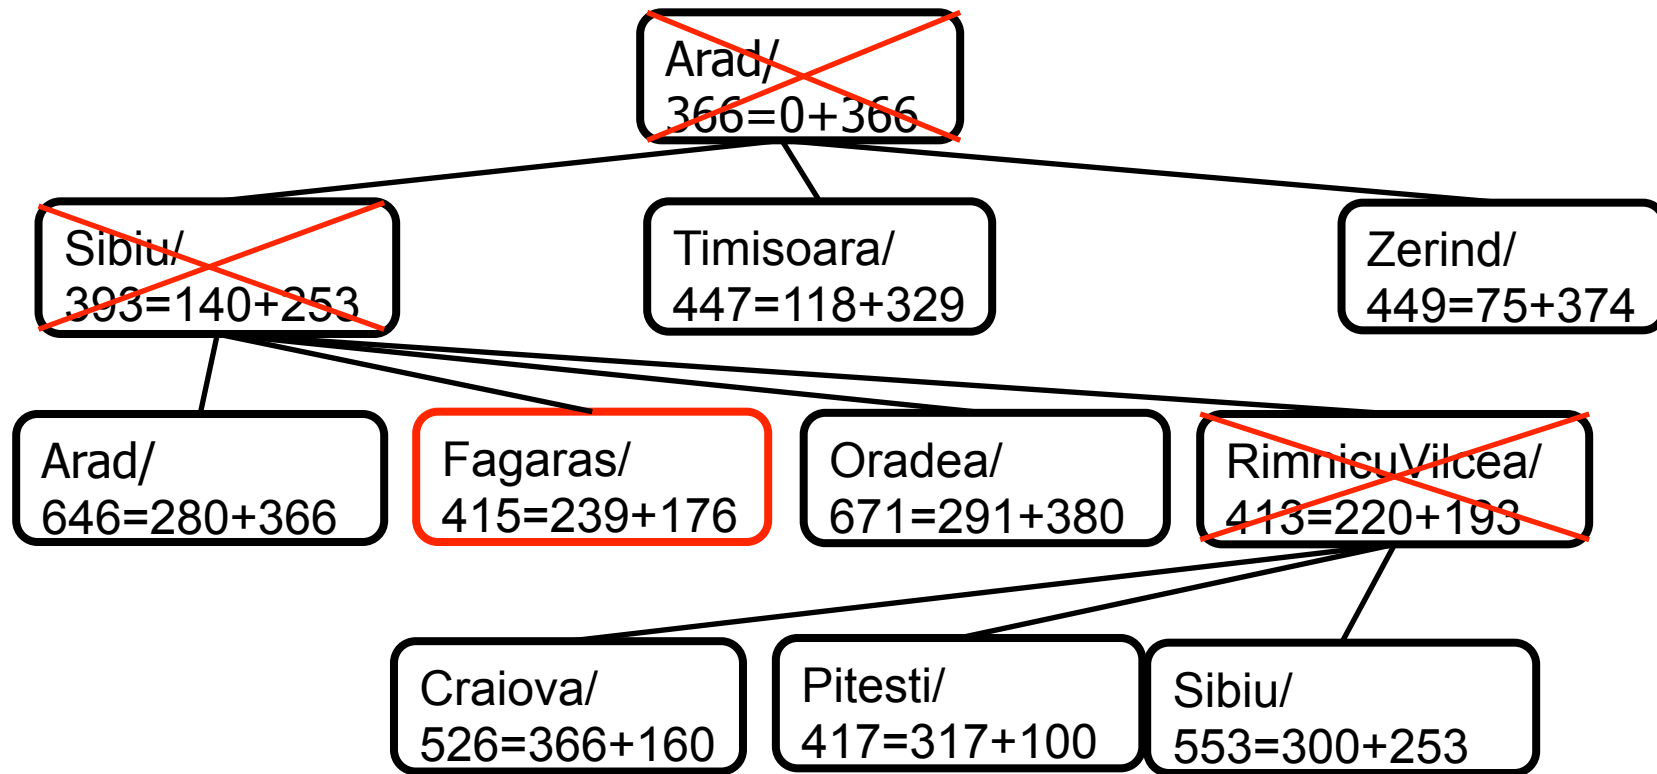 Arad/
366=0+366
Sibiu/
393=140+253
Timisoara/
447=118+329
Zerind/
449=75+374
Arad/
646=280+366
Fagaras/
415=239+176
Oradea/
671=291+380
RimnicuVilcea/
413=220+193
Craiova/
526=366+160
Pitesti/
417=317+100
Sibiu/
553=300+253